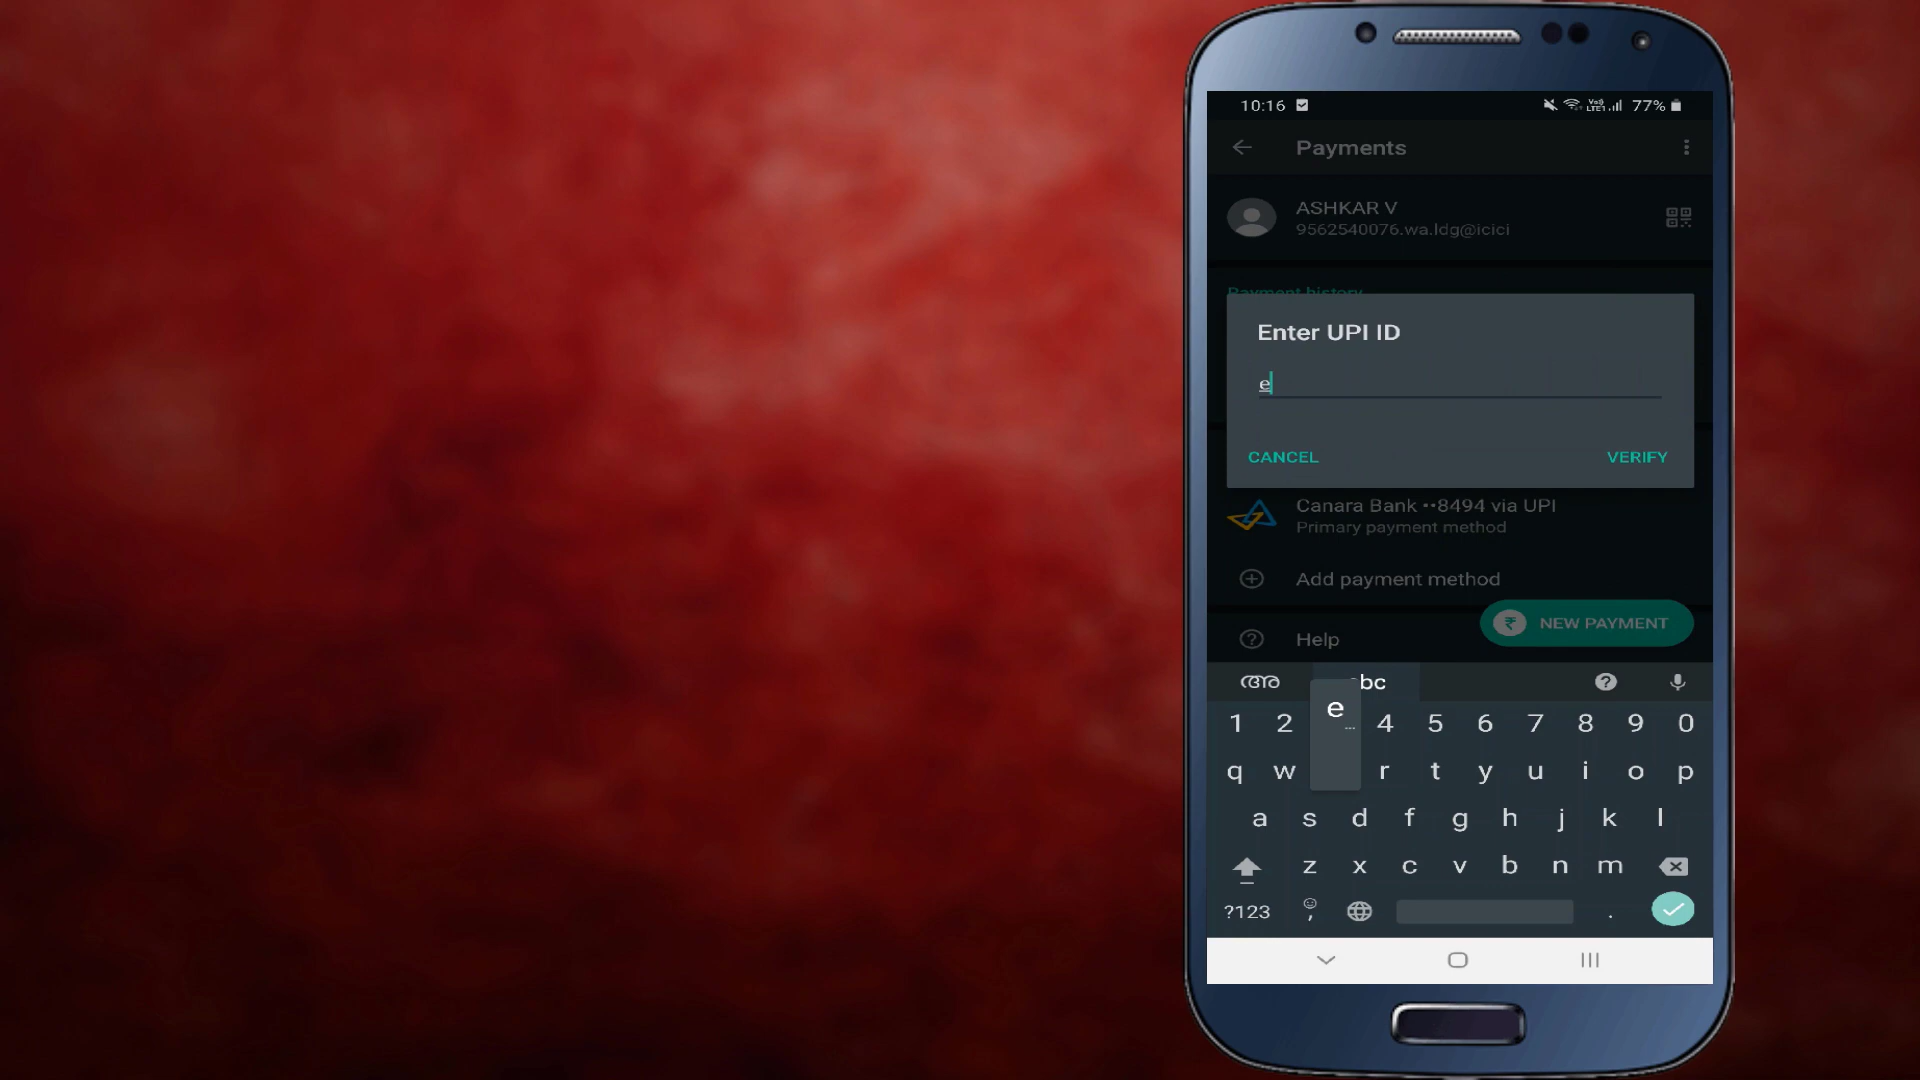 10:16
VoB)
LTE1
77%
Payments
ASHKAR V
9562540076.wa.ldg@icici
Payment history
Enter UPI ID
e
CANCEL
VERIFY
Canara Bank ••8494 via UPI
Primary payment method
Add payment method
₹ NEW PAYMENT
Help
അ
abc
1 2 e 4 5 6 7 8 9 0
q w r t y u i o p
a s d f g h j k l
z x c v b n m
?123 , .